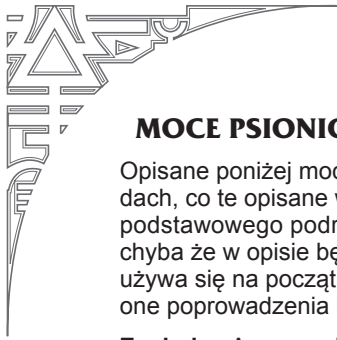 MOCE PSIONIC
Opisane poniżej moc
dach, co te opisane w
podstawowego podr
chyba że w opisie bę
używa się na począt
one poprowadzenia